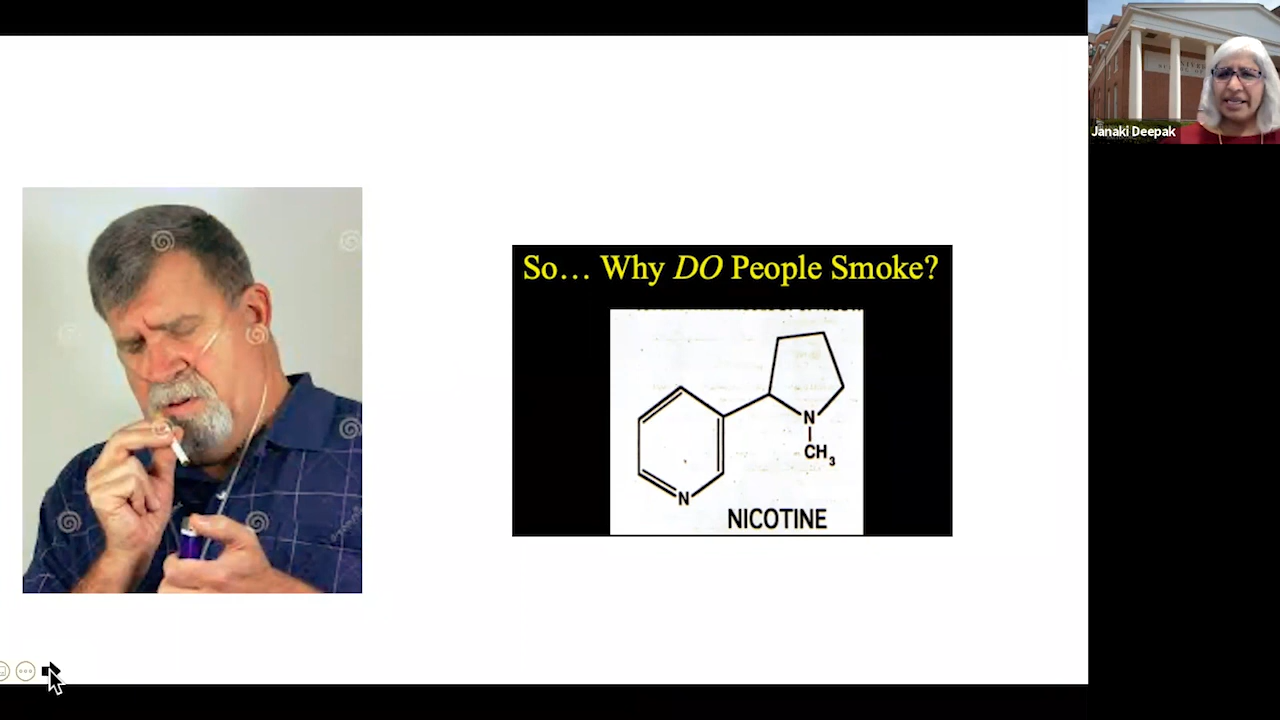 Janaki Deepak
So… Why DO People Smoke?
N
CH3
N
NICOTINE